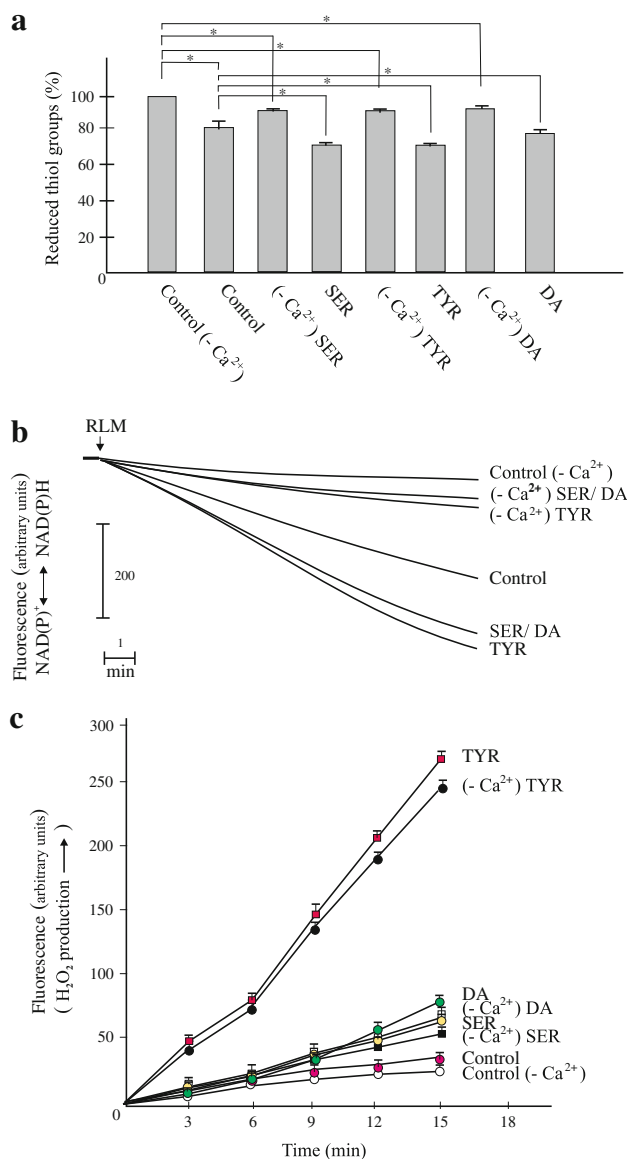 a
Reduced thiol groups (%)
100
80
60
40
20
0
* * * * * * *
Control (- Ca²⁺)
Control
(- Ca²⁺) SER
SER
(- Ca²⁺) TYR
TYR
(- Ca²⁺) DA
DA
b
RLM
Fluorescence (arbitrary units)
NAD(P)⁺ ↔ NAD(P)H
200
1
min
Control (- Ca²⁺)
(- Ca²⁺) SER/ DA
(- Ca²⁺) TYR
Control
SER/ DA
TYR
c
Fluorescence (arbitrary units)
( H₂O₂ production → )
300
250
200
150
100
50
0
3 6 9 12 15 18
Time (min)
TYR
(- Ca²⁺) TYR
DA
(- Ca²⁺) DA
SER
(- Ca²⁺) SER
Control
Control (- Ca²⁺)